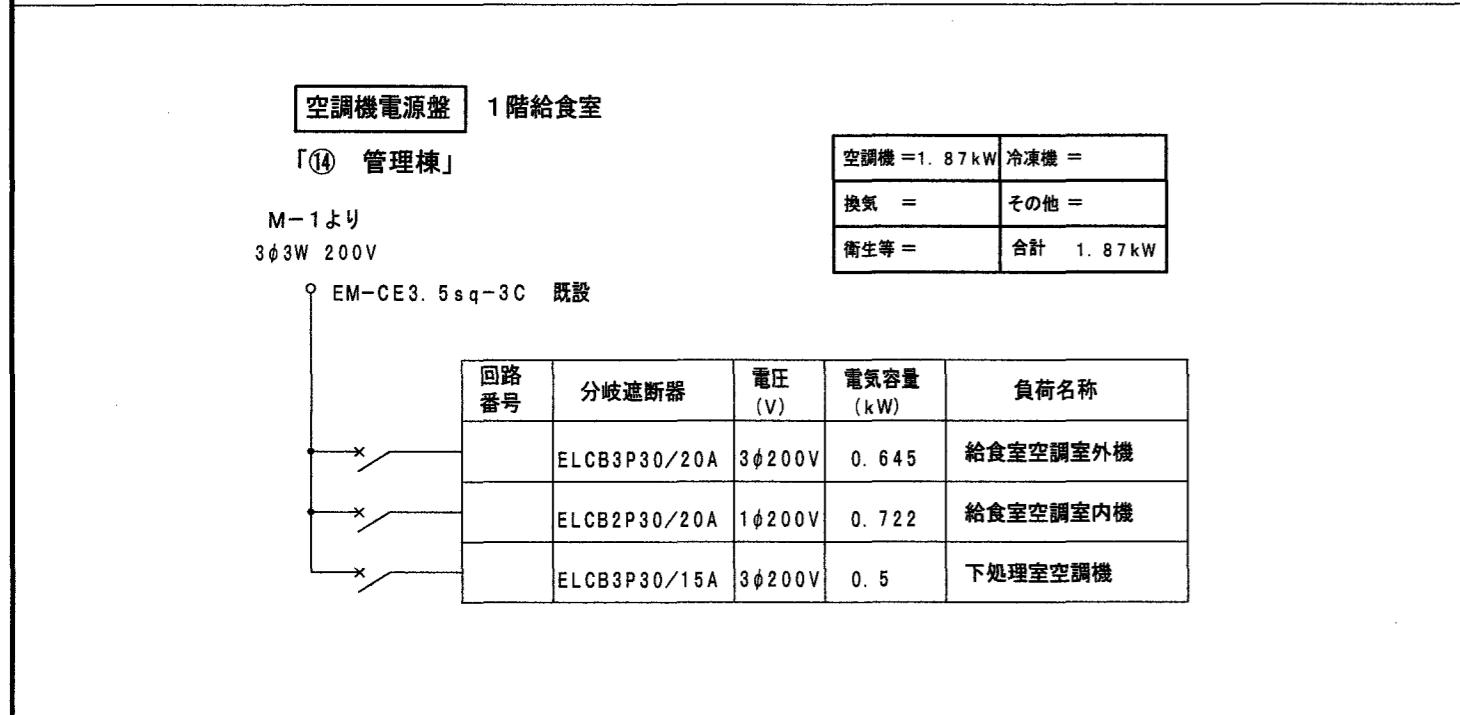 空調機電源盤 1階給食室
「⑭ 管理棟」
空調機 =1. 87kW 冷凍機 =
換気 = その他 =
衛生等 = 合計 1. 87kW
M-1より
3φ3W 200V
EM-CE3. 5sq-3C 既設
回路番号 分岐遮断器 電圧(V) 電気容量(kW) 負荷名称
ELCB3P30/20A 3φ200V 0. 645 給食室空調室外機
ELCB2P30/20A 1φ200V 0. 722 給食室空調室内機
ELCB3P30/15A 3φ200V 0. 5 下処理室空調機